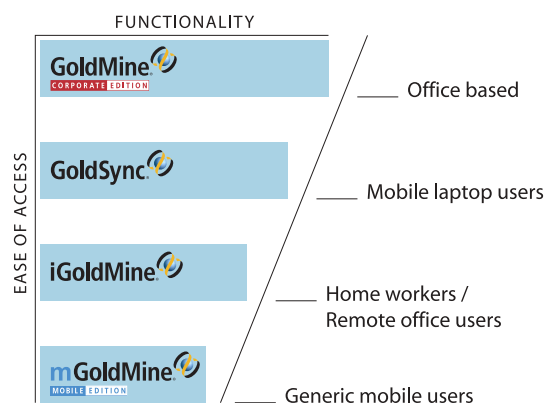 FUNCTIONALITY
EASE OF ACCESS
GoldMine®
CORPORATE EDITION
Office based
GoldSync®
Mobile laptop users
iGoldMine®
Home workers /
Remote office users
mGoldMine®
MOBILE EDITION
Generic mobile users